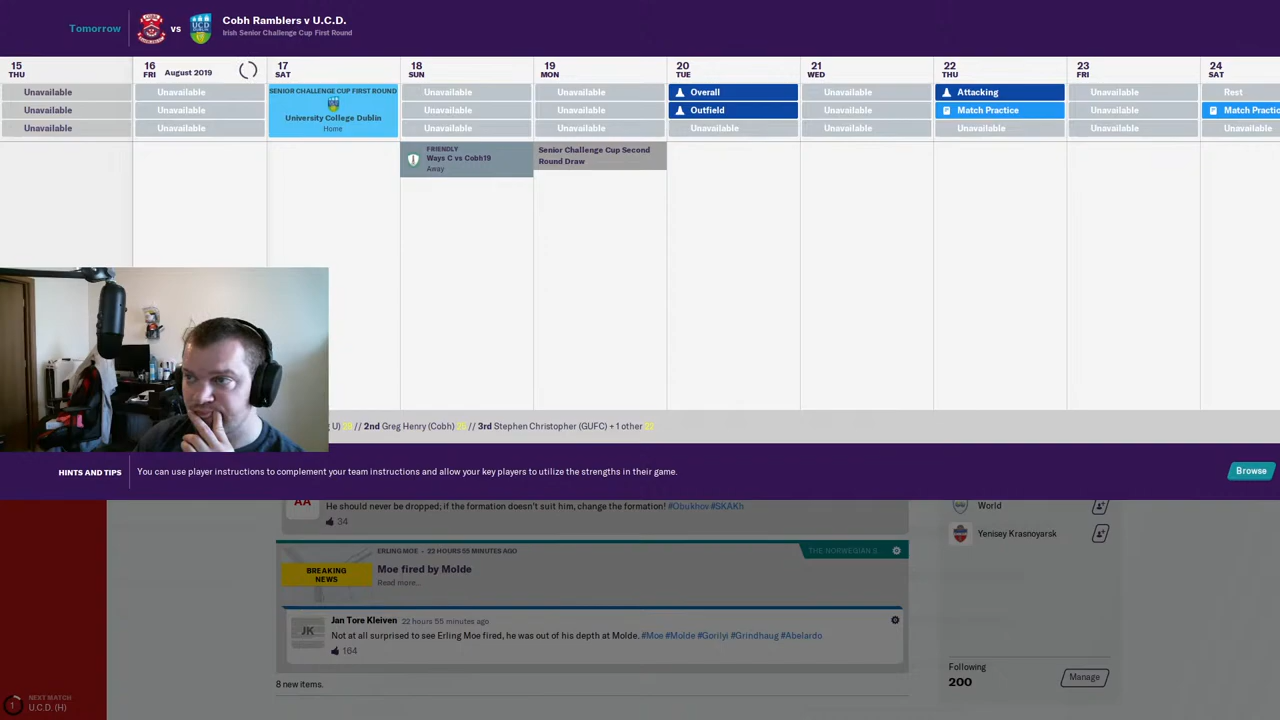 Tomorrow
vs
Cobh Ramblers v U.C.D.
Irish Senior Challenge Cup First Round
15
THU
16
FRI
August 2019
17
SAT
18
SUN
19
MON
20
TUE
21
WED
22
THU
23
FRI
24
SAT
Unavailable
Unavailable
SENIOR CHALLENGE CUP FIRST ROUND
Unavailable
Unavailable
Overall
Unavailable
Attacking
Unavailable
Rest
Unavailable
Unavailable
University College Dublin
Unavailable
Unavailable
Outfield
Unavailable
Match Practice
Unavailable
Match Practic
Unavailable
Unavailable
Home
Unavailable
Unavailable
Unavailable
Unavailable
Unavailable
Unavailable
Unavailable
FRIENDLY
Ways C vs Cobh19
Away
Senior Challenge Cup Second
Round Draw
U) // 2nd Greg Henry (Cobh) // 3rd Stephen Christopher (GUFC) + 1 other 22
HINTS AND TIPS
You can use player instructions to complement your team instructions and allow your key players to utilize the strengths in their game.
Browse
AA
He should never be dropped, if the formation doesn't suit him, change the formation! #Obukhov #SKAKh
34
World
Yenisey Krasnoyarsk
ERLING MOE - 22 HOURS 55 MINUTES AGO
THE NORWEGIAN S...
BREAKING
NEWS
Moe fired by Molde
Read more...
JK
Jan Tore Kleiven 22 hours 55 minutes ago
Not at all surprised to see Erling Moe fired, he was out of his depth at Molde. #Moe #Molde #Gorilyi #Grindhaug #Abelardo
164
8 new items.
Following
200
Manage
1
NEXT MATCH
U.C.D. (H)